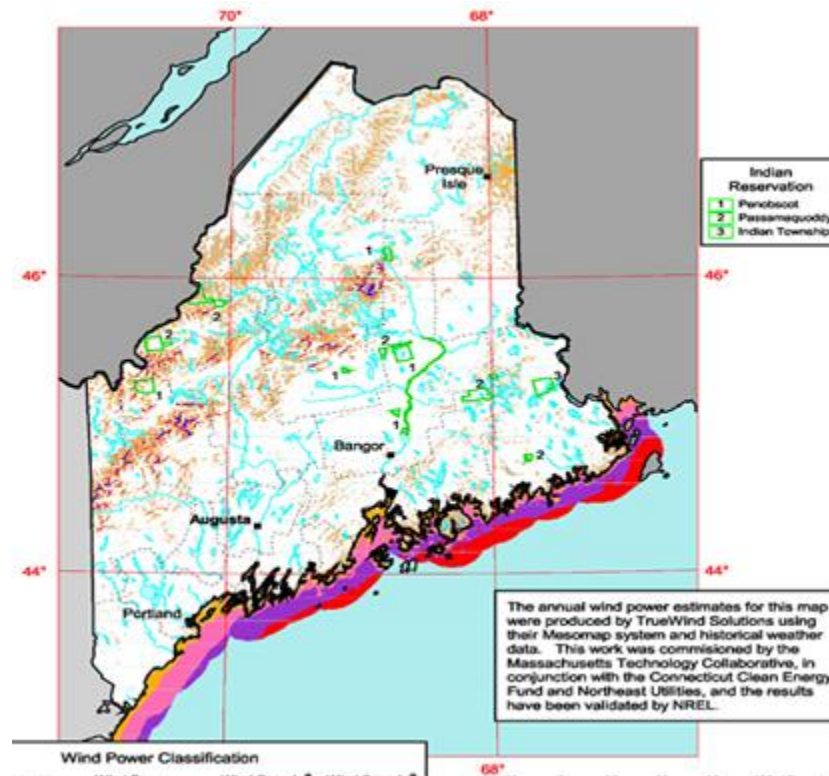 70° 68°
Presque
Isle
Indian
Reservation
1 Penobscot
2 Passamequoddy
3 Indian Township
1
46° 46°
2
2
2
1
1
1
2
3
1
Bangor
2
Augusta
44° 44°
Portland
The annual wind power estimates for this map
were produced by TrueWind Solutions using
their Mesomap system and historical weather
data. This work was commisioned by the
Massachusetts Technology Collaborative, in
conjunction with the Connecticut Clean Energy
Fund and Northeast Utilities, and the results
have been validated by NREL.
Wind Power Classification
68°